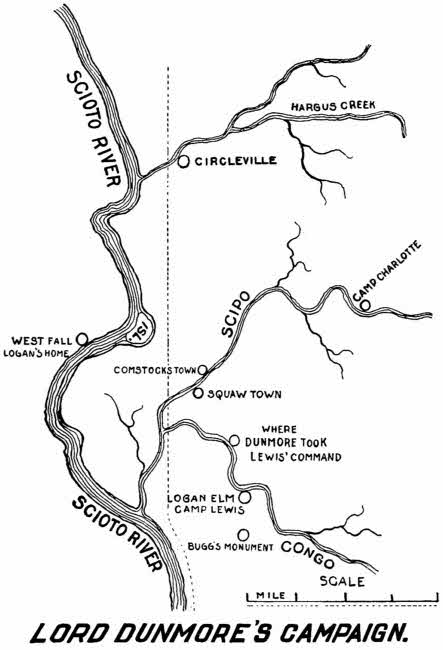 SCIOTO RIVER
HARGUS CREEK
CIRCLEVILLE
CAMP CHARLOTTE
SCIPO
ISL.
WEST FALL
LOGAN'S HOME
COMSTOCKS TOWN
SQUAW TOWN
WHERE
DUNMORE TOOK
LEWIS' COMMAND
LOGAN ELM
CAMP LEWIS
SCIOTO RIVER
BUGG'S MONUMENT
CONGO
SCALE
MILE
LORD DUNMORE'S CAMPAIGN.